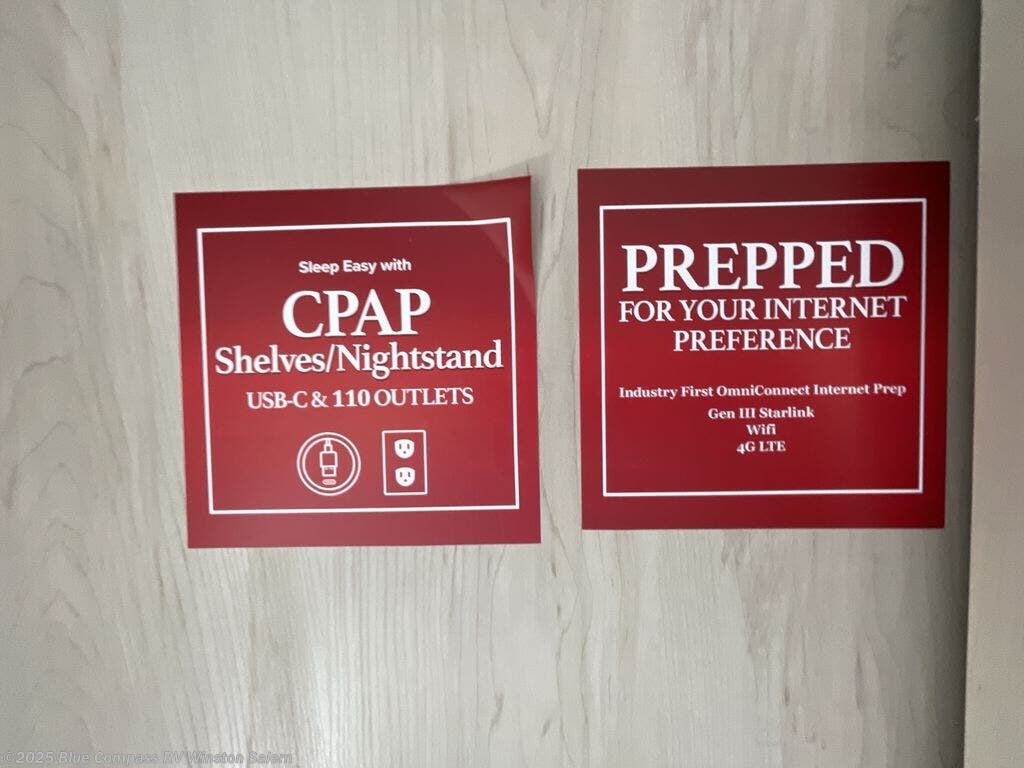 Sleep Easy with
CPAP
Shelves/Nightstand
USB-C & 110 OUTLETS
PREPPED
FOR YOUR INTERNET
PREFERENCE
Industry First OmniConnect Internet Prep
Gen III Starlink
Wifi
4G LTE
©2025 Blue Compass RV Winston Salem